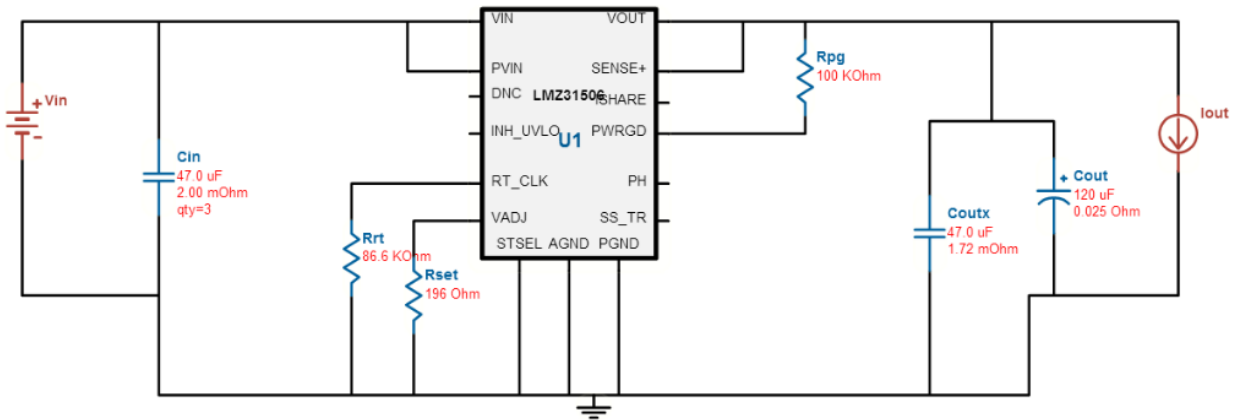 Vin
Cin
47.0 uF
2.00 mOhm
qty=3
VIN
VOUT
PVIN
SENSE+
DNC
LMZ31506
ISHARE
INH_UVLO
U1
PWRGD
RT_CLK
PH
VADJ
SS_TR
STSEL
AGND
PGND
Rrt
86.6 KOhm
Rset
196 Ohm
Rpg
100 KOhm
Coutx
47.0 uF
1.72 mOhm
Cout
120 uF
0.025 Ohm
Iout